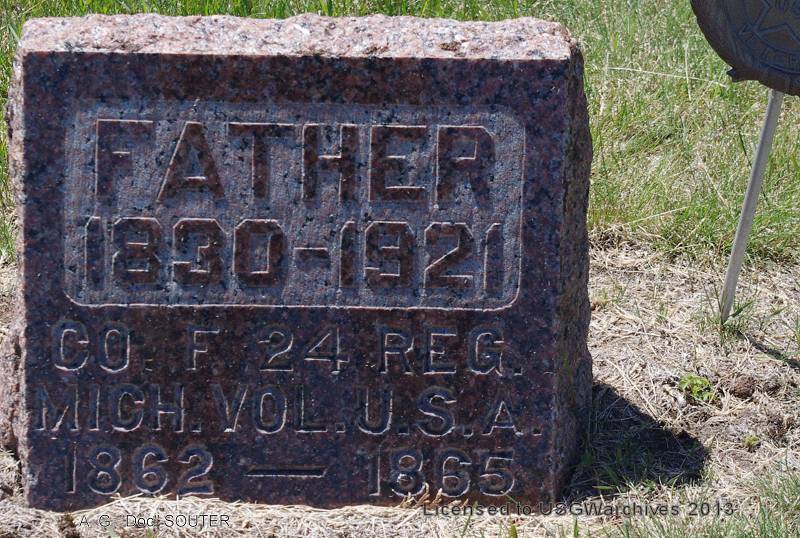 FATHER
1830-1921
CO. F 24 REG.
MICH. VOL. U.S.A.
1862 — 1865
A. G. "Doc" SOUTER
Licensed to USGWarchives 2013